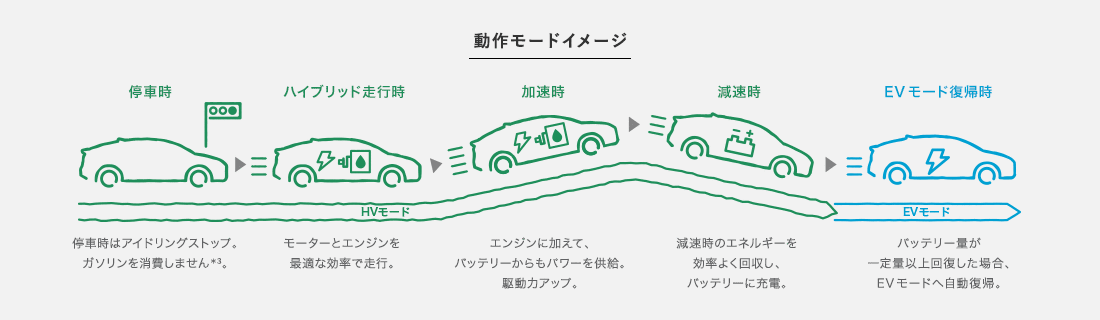 動作モードイメージ
停車時
ハイブリッド走行時
加速時
減速時
EVモード復帰時
HVモード
EVモード
停車時はアイドリングストップ。
ガソリンを消費しません*3。
モーターとエンジンを
最適な効率で走行。
エンジンに加えて、
バッテリーからもパワーを供給。
駆動力アップ。
減速時のエネルギーを
効率よく回収し、
バッテリーに充電。
バッテリー量が
一定量以上回復した場合、
EVモードへ自動復帰。